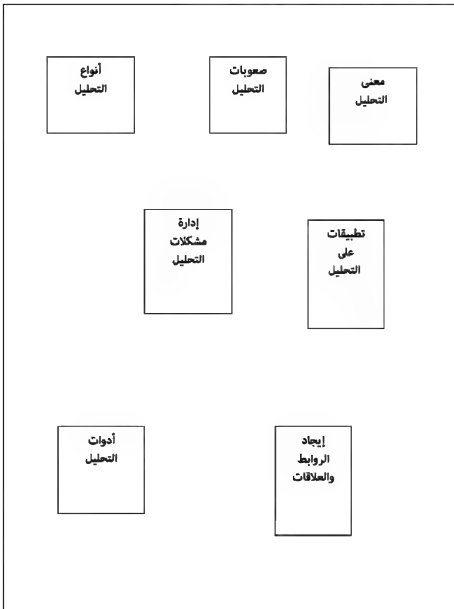 معنى
التحليل
صعوبات
التحليل
أنواع
التحليل
تطبيقات
على
التحليل
إدارة
مشكلات
التحليل
إيجاد
الروابط
والعلاقات
أدوات
التحليل